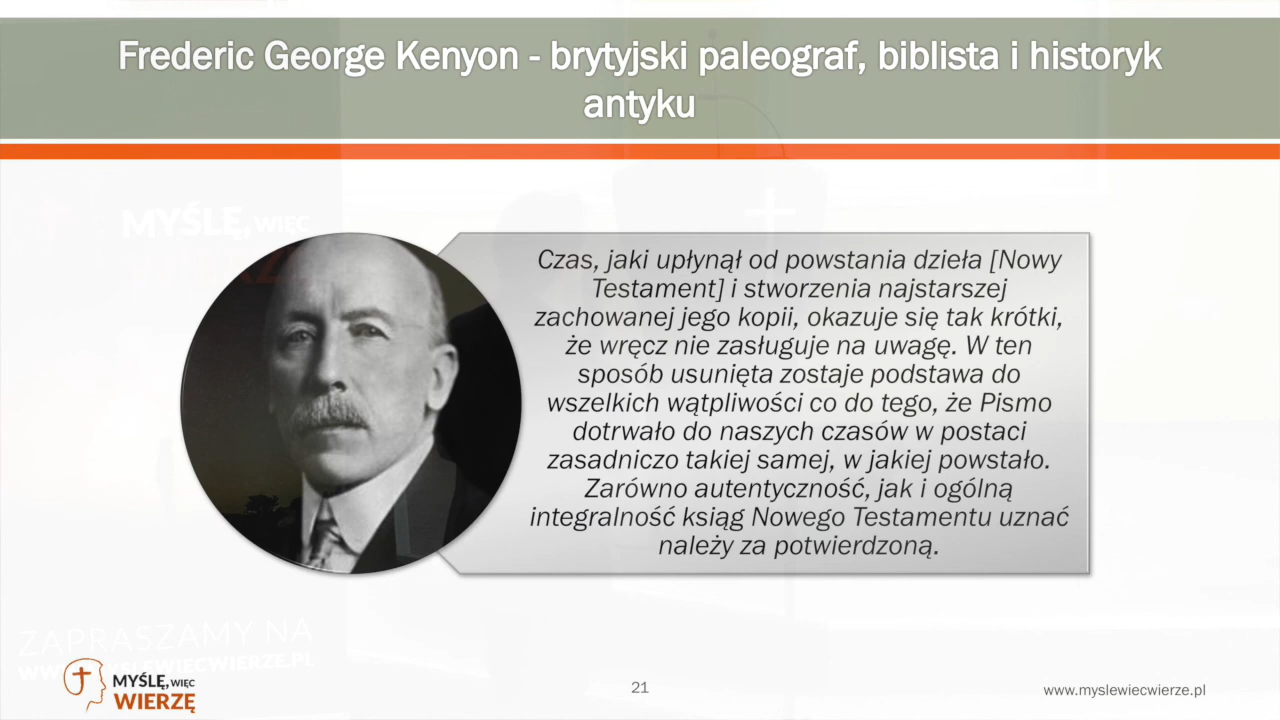 Frederic George Kenyon - brytyjski paleograf, biblista i historyk
antyku
MYŚLĘ, WIĘC
WIERZĘ
Czas, jaki upłynął od powstania dzieła [Nowy
Testament] i stworzenia najstarszej
zachowanej jego kopii, okazuje się tak krótki,
że wręcz nie zasługuje na uwagę. W ten
sposób usunięta zostaje podstawa do
wszelkich wątpliwości co do tego, że Pismo
dotrwało do naszych czasów w postaci
zasadniczo takiej samej, w jakiej powstało.
Zarówno autentyczność, jak i ogólną
integralność ksiąg Nowego Testamentu uznać
należy za potwierdzoną.
ZAPRASZAMY NA
WWW.MYSLEWIECWIERZE.PL
MYŚLĘ, WIĘC
WIERZĘ
21
www.myslewiecwierze.pl